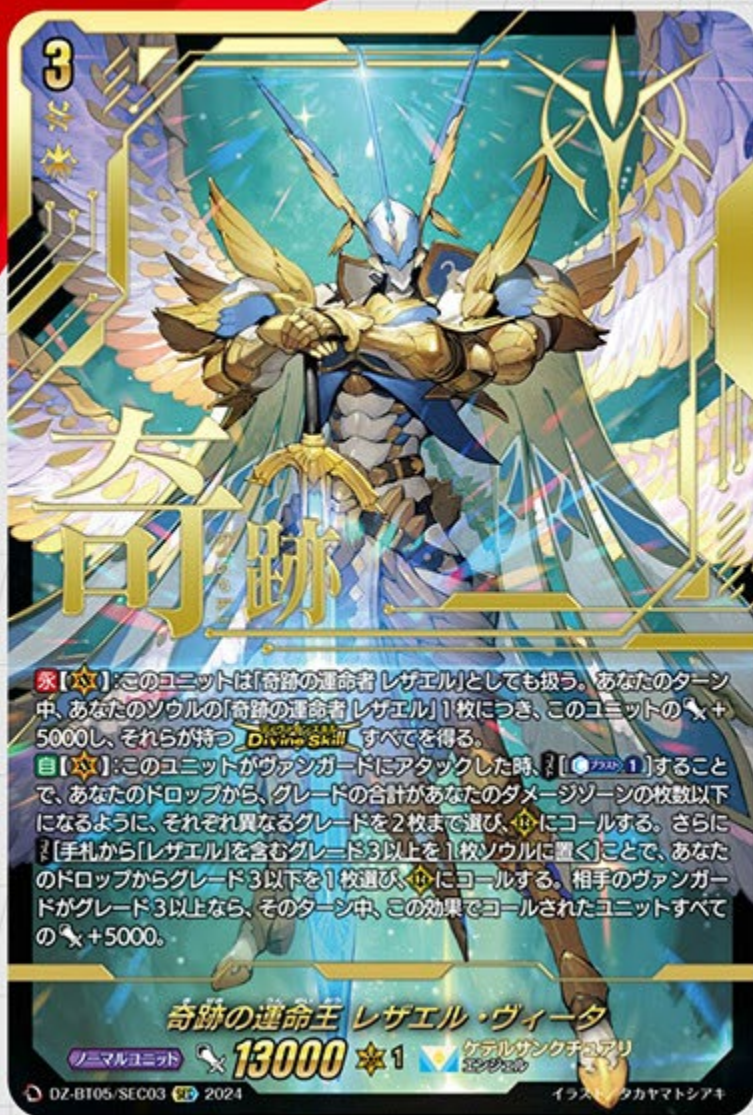 3
奇跡
永【】:このユニットは「奇跡の運命者 レザエル」としても扱う。あなたのターン
中、あなたのソウルの「奇跡の運命者 レザエル」1枚につき、このユニットの+
5000し、それらが持つ Divine Skill すべてを得る。
自【】:このユニットがヴァンガードにアタックした時、コスト[ブラスト 1]すること
で、あなたのドロップから、グレードの合計があなたのダメージゾーンの枚数以下
になるように、それぞれ異なるグレードを2枚まで選び、Rにコールする。さらに
コスト[手札から「レザエル」を含むグレード3以上を1枚ソウルに置く]ことで、あなた
のドロップからグレード3以下を1枚選び、Rにコールする。相手のヴァンガー
ドがグレード3以上なら、そのターン中、この効果でコールされたユニットすべて
の+5000。
奇跡の運命王 レザエル・ヴィータ
ノーマルユニット 13000 1 ケテルサンクチュアリ
エンジェル
DZ-BT05/SEC03 SEC 2024 イラスト/タカヤマトシアキ